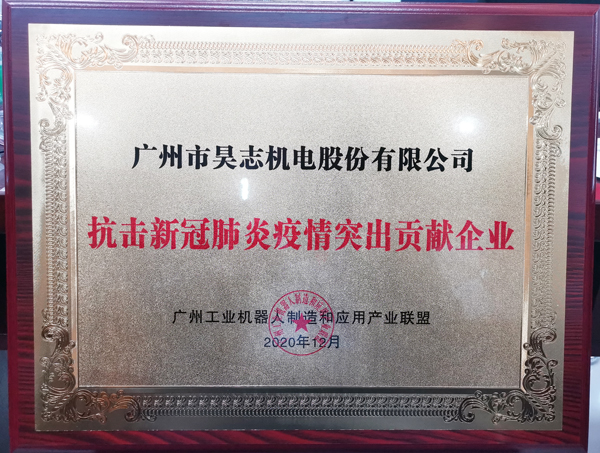 广州市昊志机电股份有限公司
抗击新冠肺炎疫情突出贡献企业
广州工业机器人制造和应用产业联盟
2020年12月